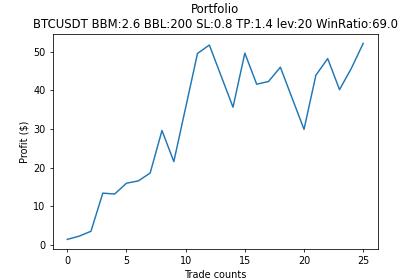 Portfolio
BTCUSDT BBM:2.6 BBL:200 SL:0.8 TP:1.4 lev:20 WinRatio:69.0
50
40
30
20
10
0
Profit ($)
0 5 10 15 20 25
Trade counts